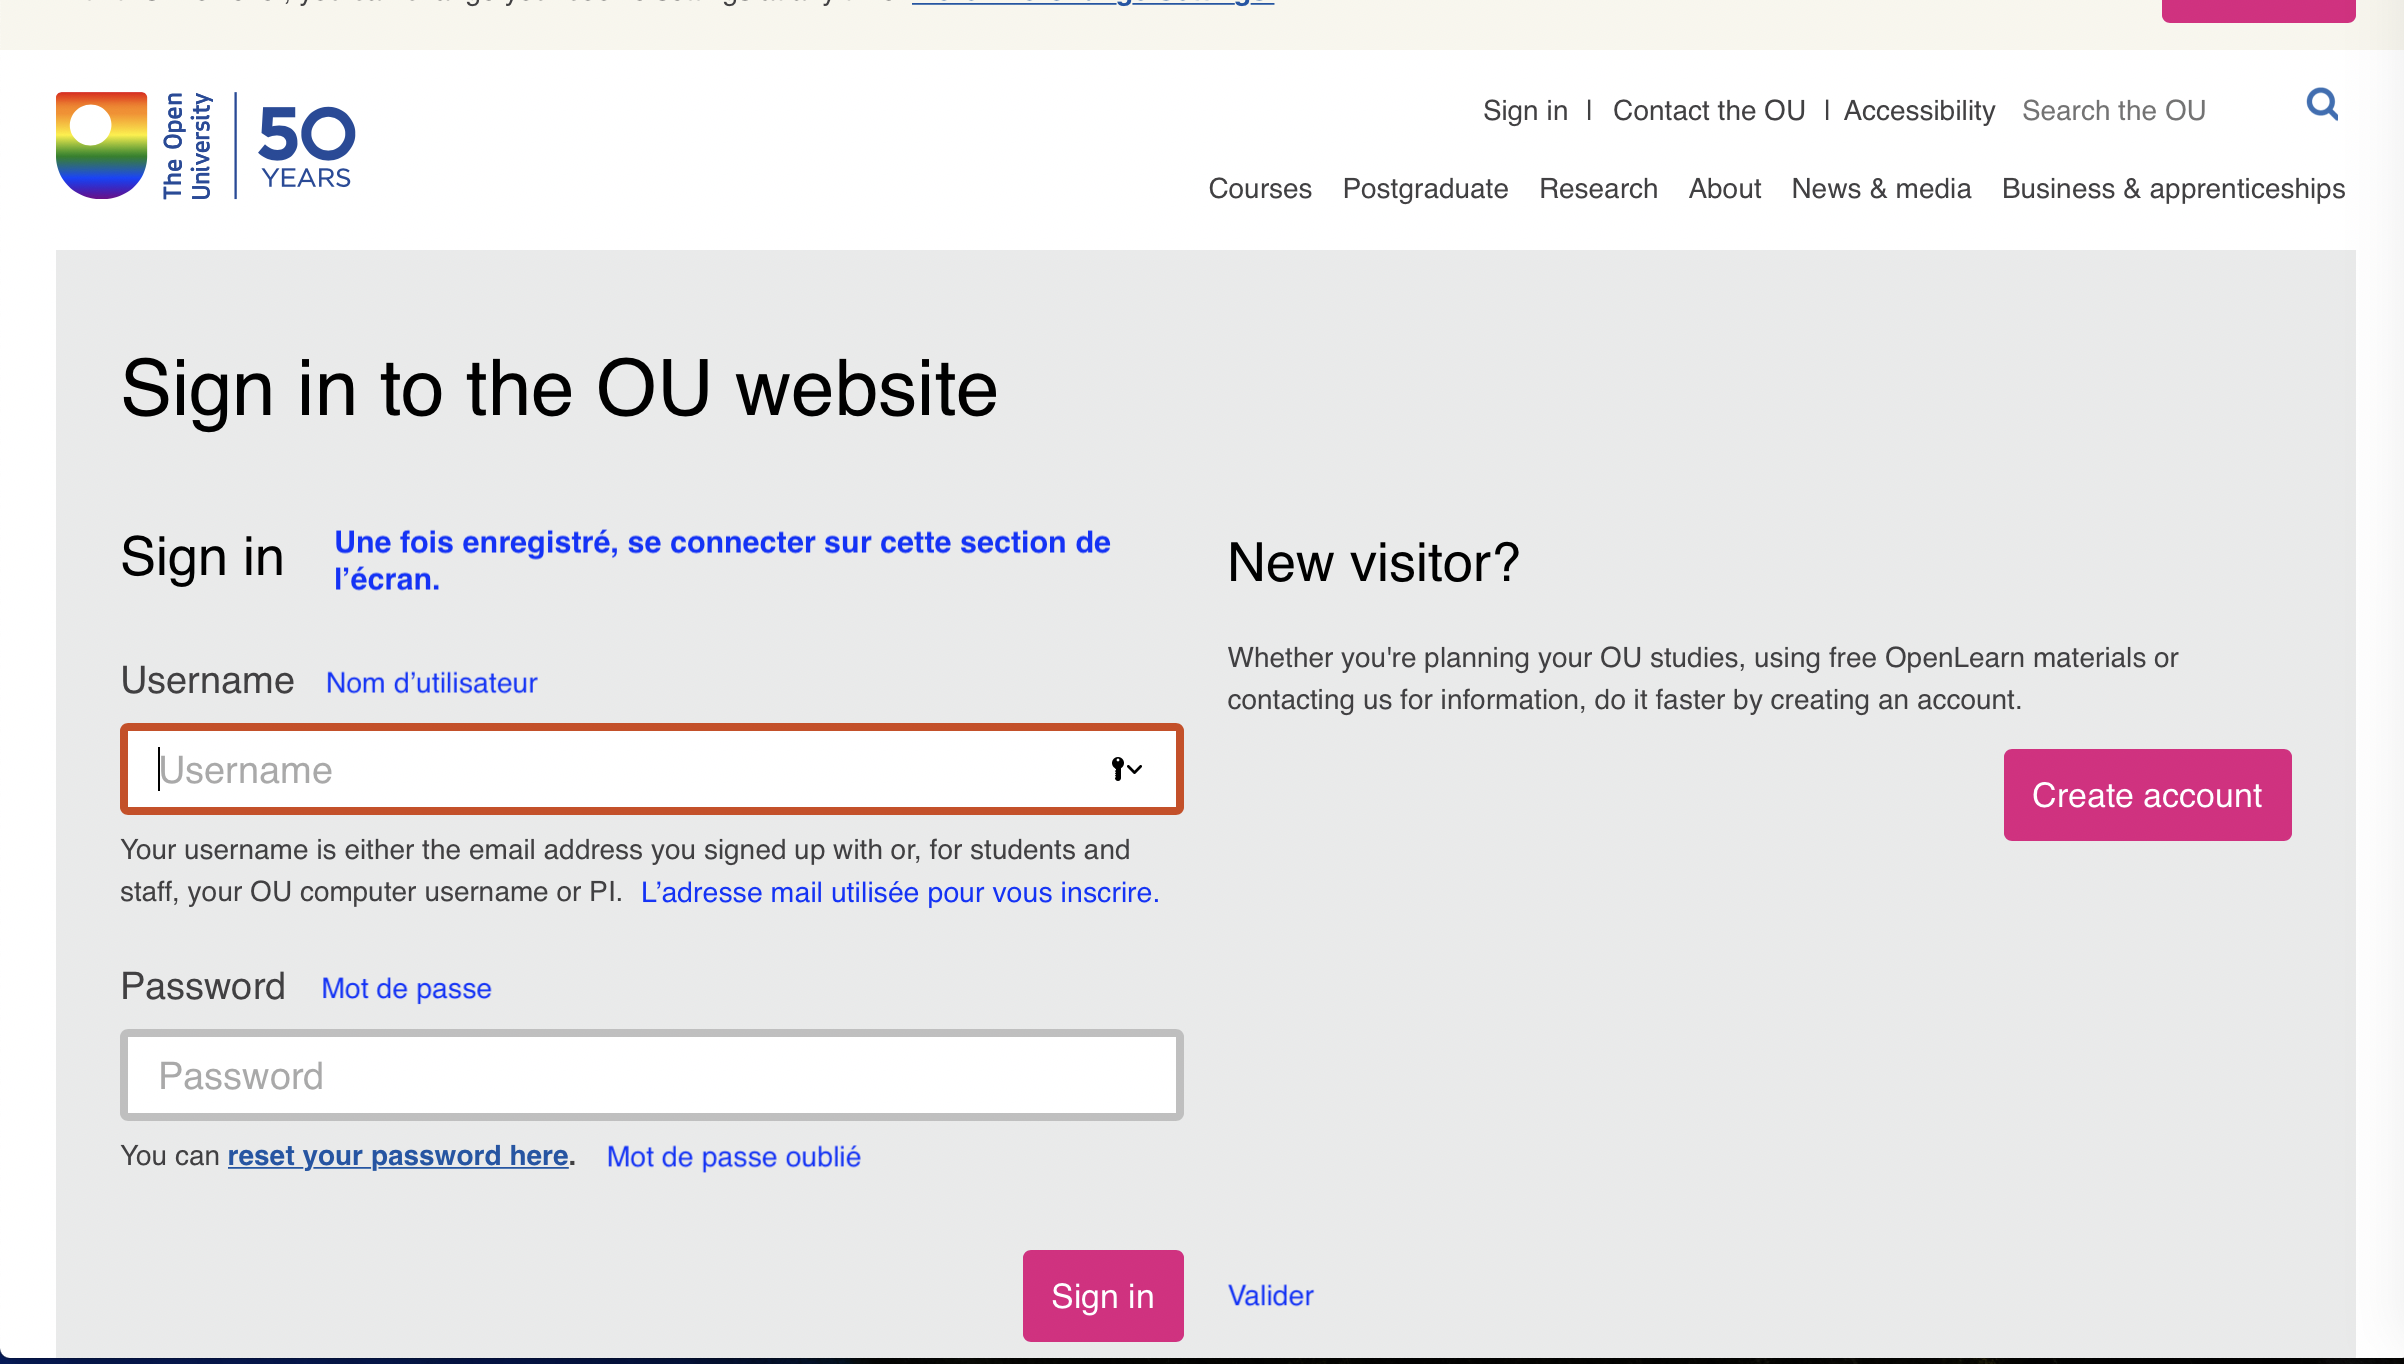 The Open
University
50
YEARS
Sign in | Contact the OU | Accessibility Search the OU
Courses Postgraduate Research About News & media Business & apprenticeships
Sign in to the OU website
Sign in
Une fois enregistré, se connecter sur cette section de
l’écran.
Username Nom d’utilisateur
Username
Your username is either the email address you signed up with or, for students and
staff, your OU computer username or PI. L’adresse mail utilisée pour vous inscrire.
Password Mot de passe
Password
You can reset your password here. Mot de passe oublié
Sign in Valider
New visitor?
Whether you're planning your OU studies, using free OpenLearn materials or
contacting us for information, do it faster by creating an account.
Create account